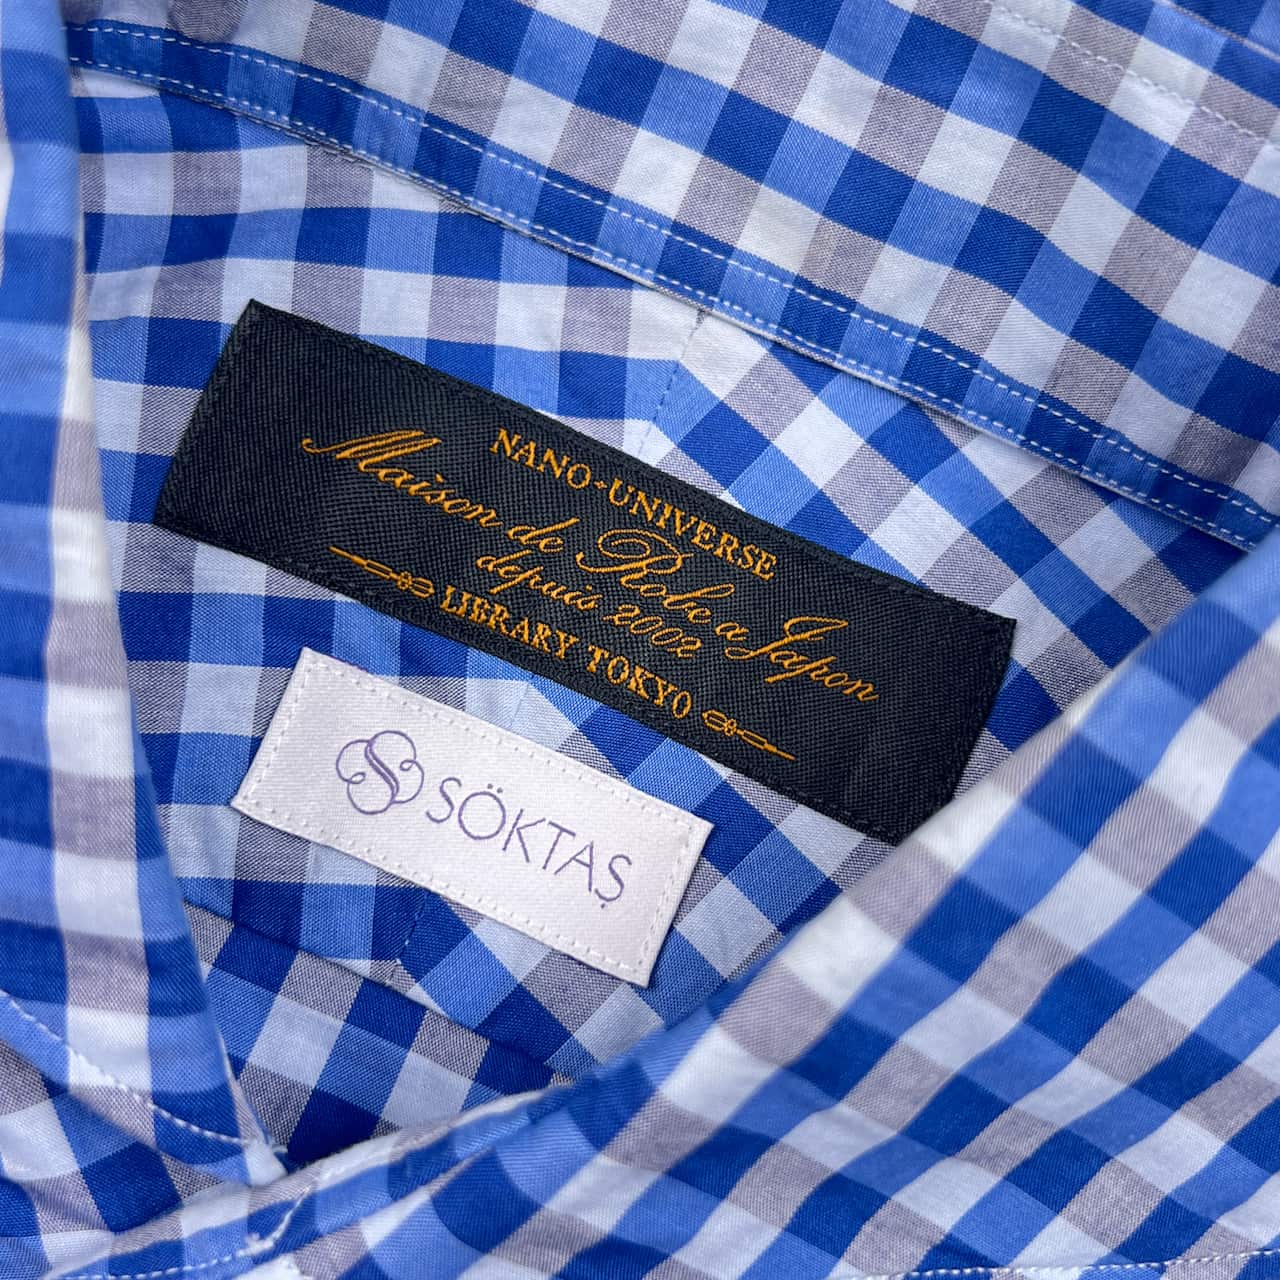 NANO・UNIVERSE
Maison de Robe a Japon
depuis 2002
LIBRARY TOKYO
SÖKTAŞ